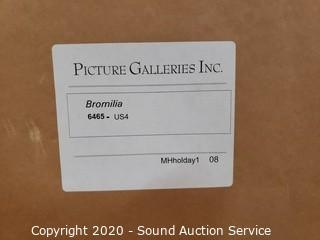 PICTURE GALLERIES INC.
Bromilia
6465 - US4
MHholday1 08
Copyright 2020 - Sound Auction Service